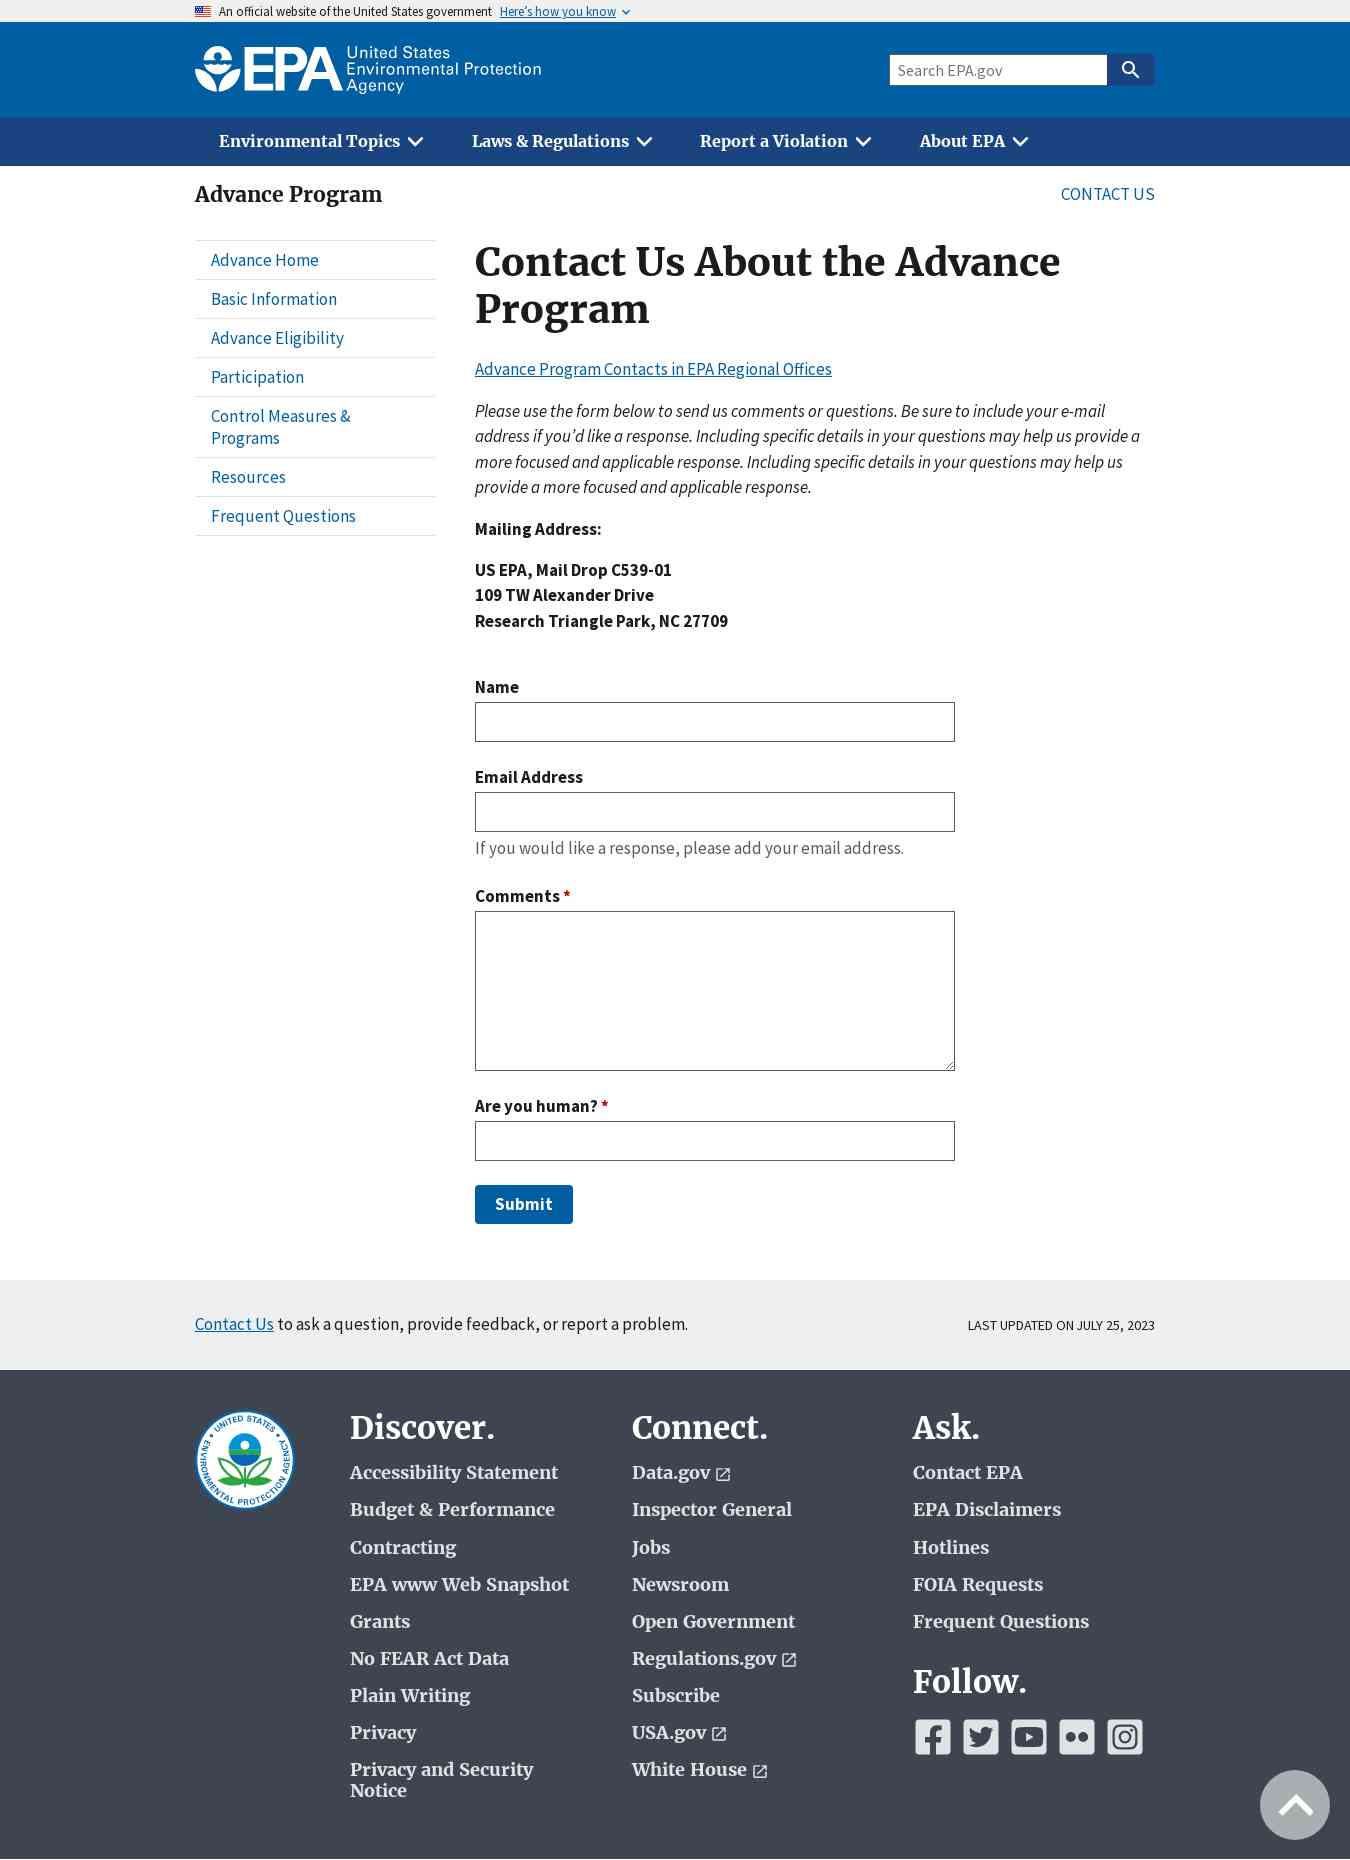 An official website of the United States government Here’s how you know
EPA United States
Environmental Protection
Agency
Search EPA.gov
Environmental Topics
Laws & Regulations
Report a Violation
About EPA
Advance Program
CONTACT US
Advance Home
Basic Information
Advance Eligibility
Participation
Control Measures &
Programs
Resources
Frequent Questions
Contact Us About the Advance
Program
Advance Program Contacts in EPA Regional Offices
Please use the form below to send us comments or questions. Be sure to include your e-mail
address if you’d like a response. Including specific details in your questions may help us provide a
more focused and applicable response. Including specific details in your questions may help us
provide a more focused and applicable response.
Mailing Address:
US EPA, Mail Drop C539-01
109 TW Alexander Drive
Research Triangle Park, NC 27709
Name
Email Address
If you would like a response, please add your email address.
Comments *
Are you human? *
Submit
Contact Us to ask a question, provide feedback, or report a problem.
LAST UPDATED ON JULY 25, 2023
UNITED STATES
ENVIRONMENTAL PROTECTION AGENCY
Discover.
Accessibility Statement
Budget & Performance
Contracting
EPA www Web Snapshot
Grants
No FEAR Act Data
Plain Writing
Privacy
Privacy and Security
Notice
Connect.
Data.gov
Inspector General
Jobs
Newsroom
Open Government
Regulations.gov
Subscribe
USA.gov
White House
Ask.
Contact EPA
EPA Disclaimers
Hotlines
FOIA Requests
Frequent Questions
Follow.